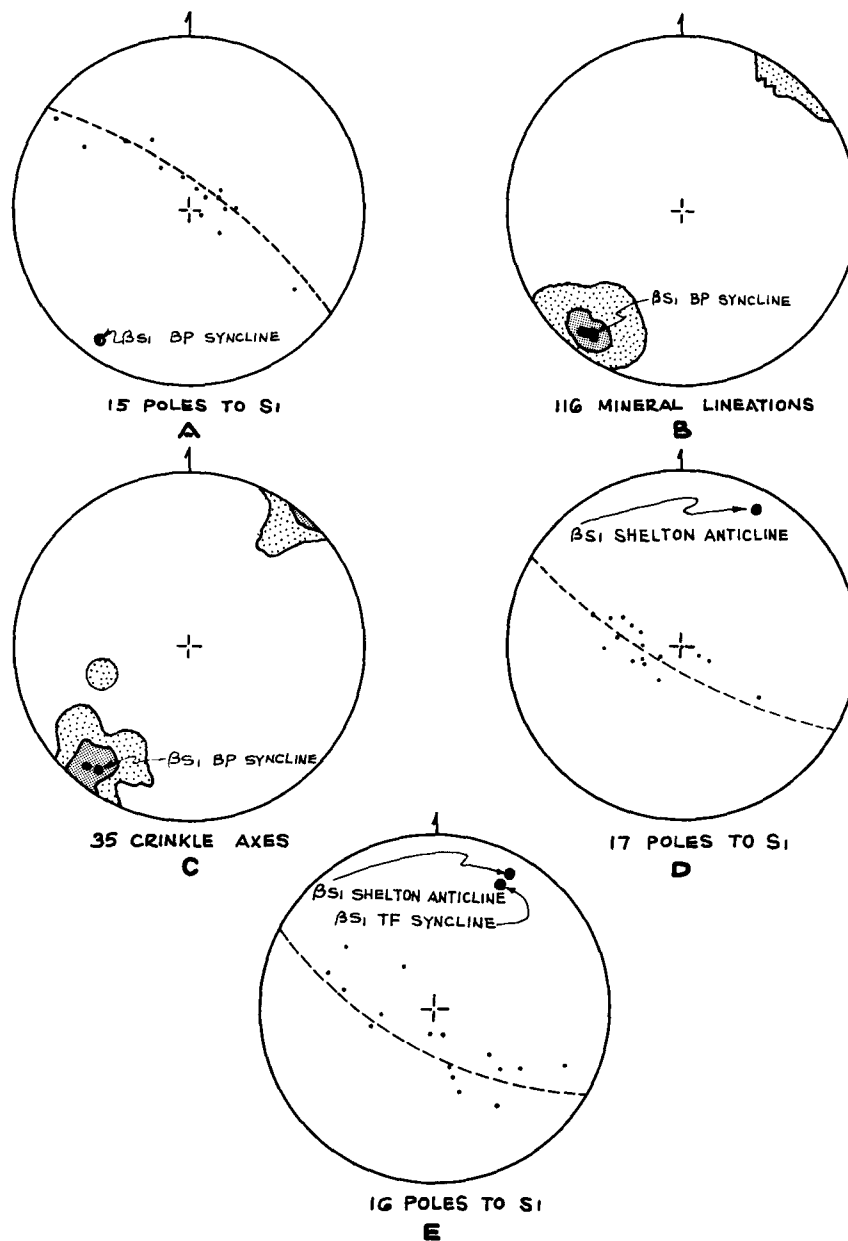 βS₁ BP SYNCLINE
15 POLES TO S₁
A
βS₁ BP SYNCLINE
116 MINERAL LINEATIONS
B
βS₁ BP SYNCLINE
35 CRINKLE AXES
C
βS₁ SHELTON ANTICLINE
17 POLES TO S₁
D
βS₁ SHELTON ANTICLINE
βS₁ TF SYNCLINE
16 POLES TO S₁
E